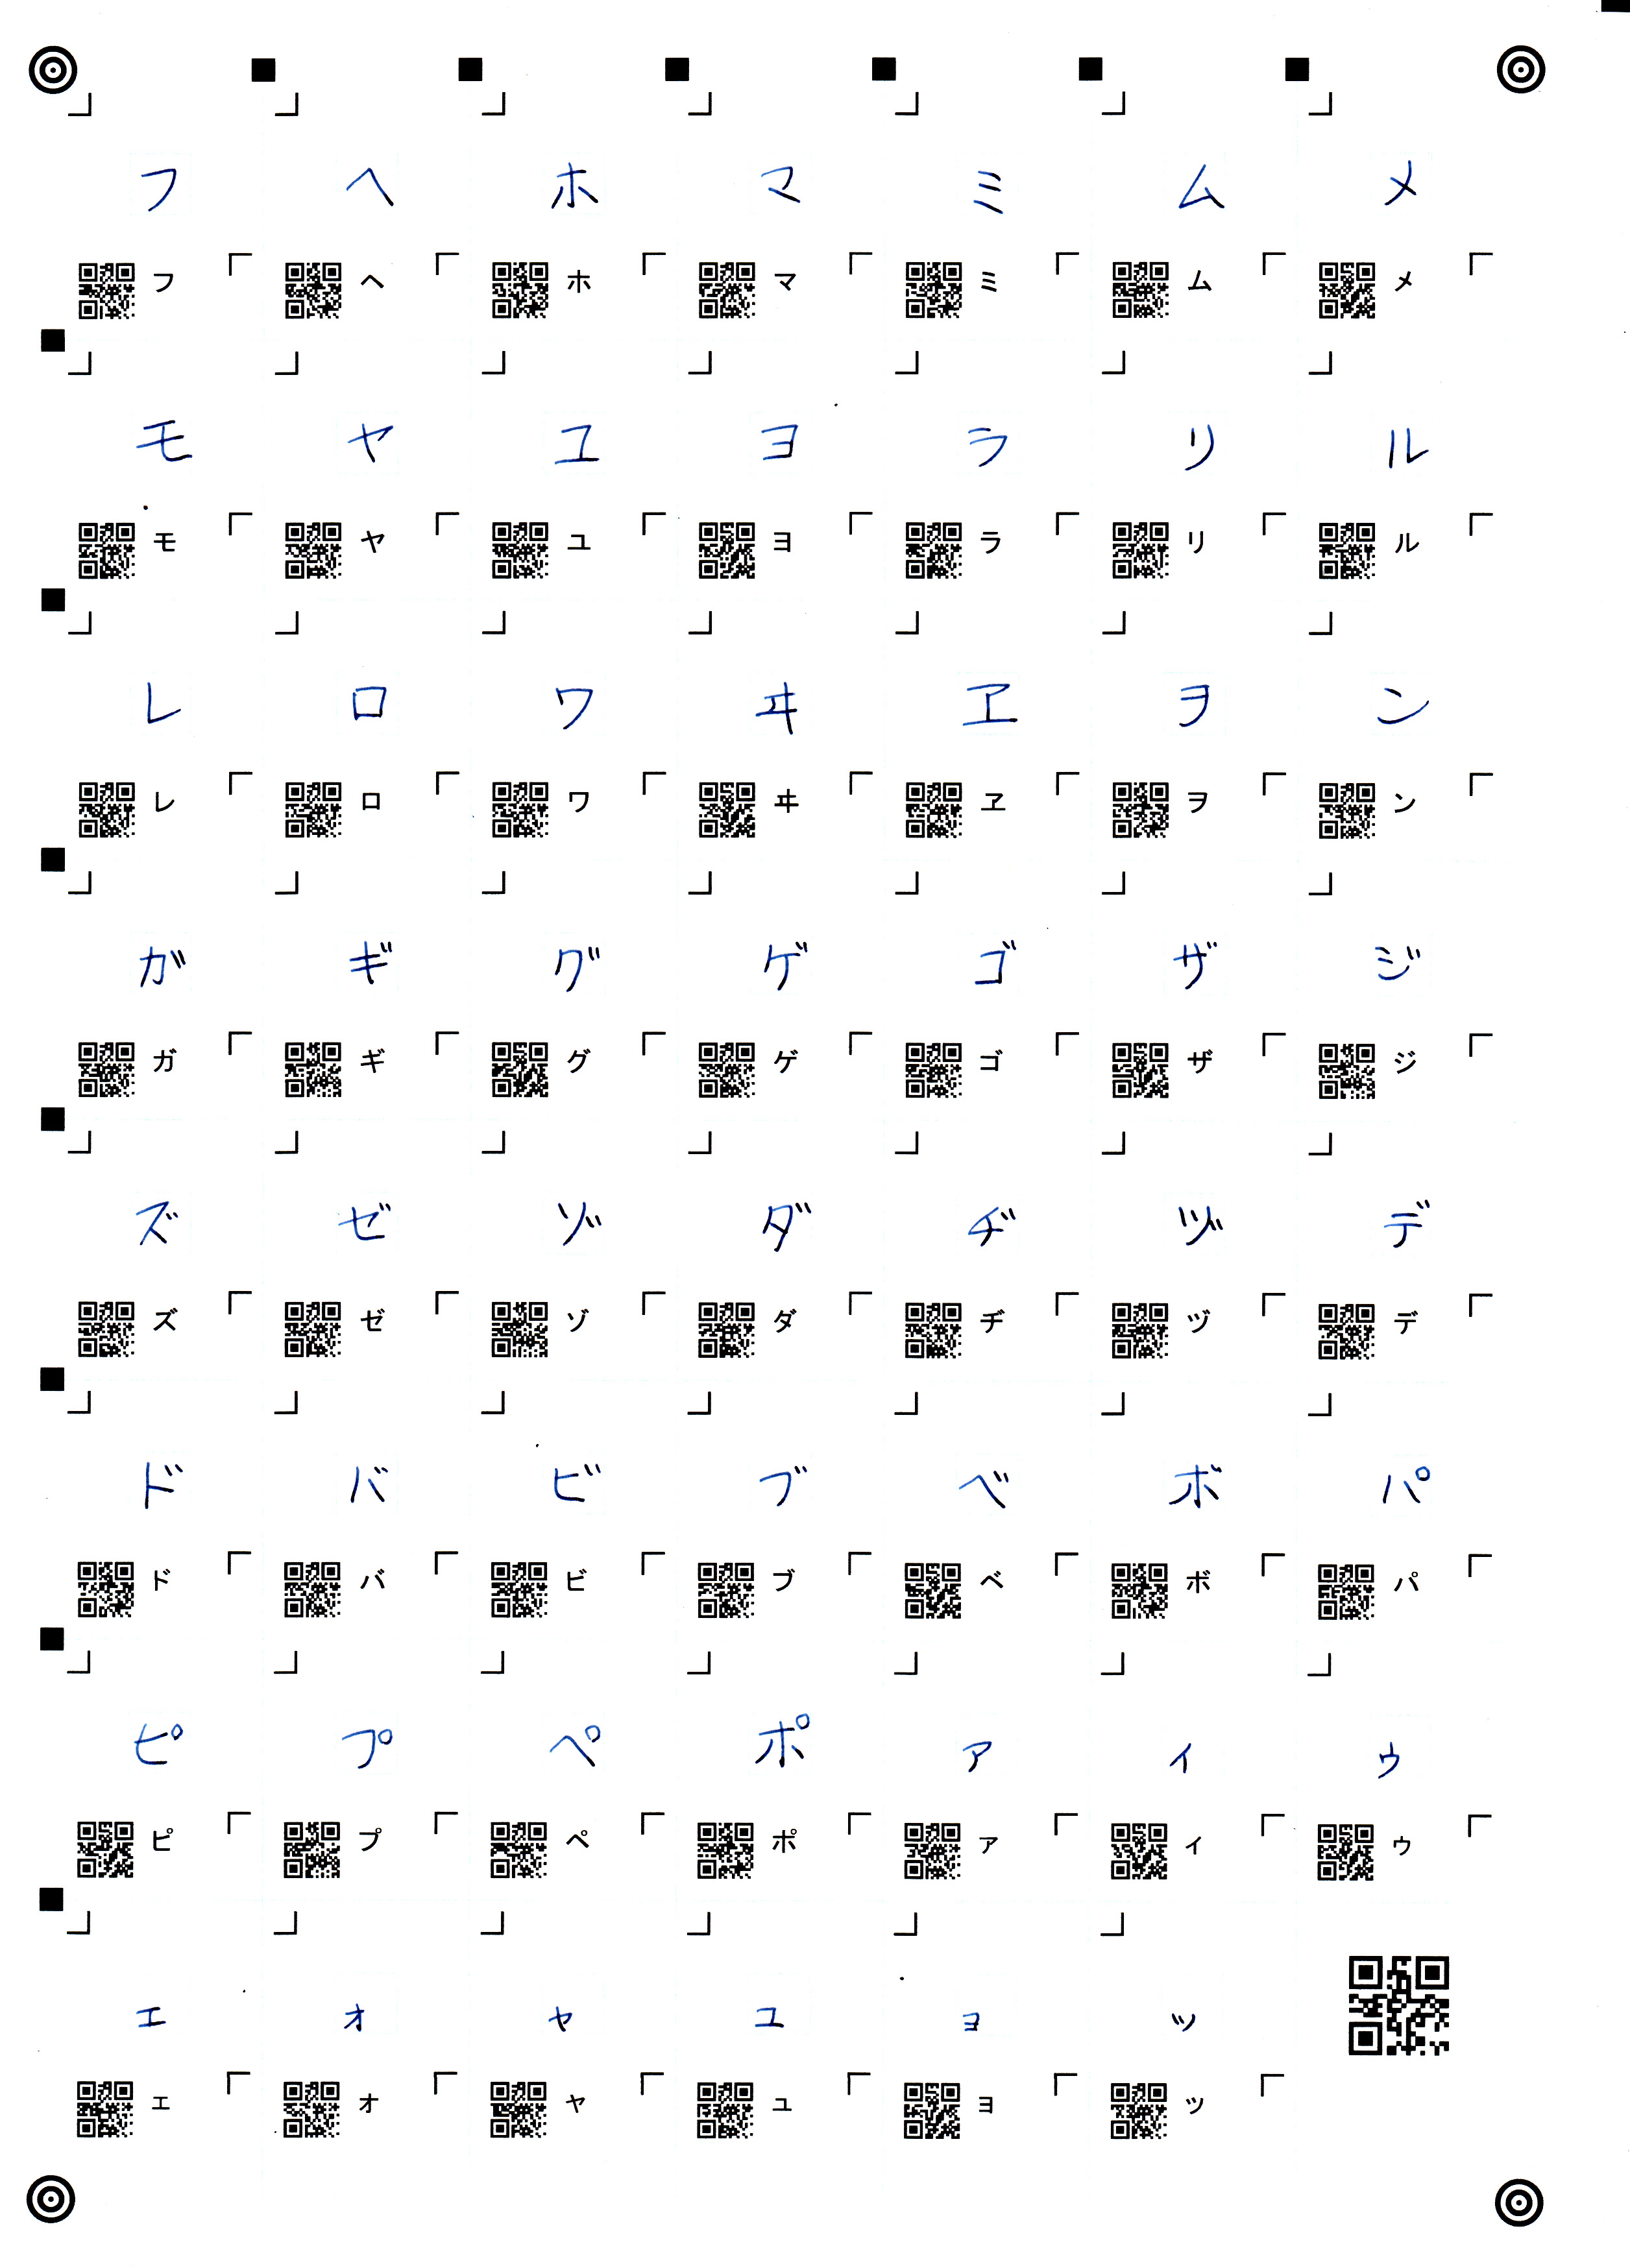 フ ヘ ホ マ ミ ム メ
フ ヘ ホ マ ミ ム メ
モ ヤ ユ ヨ ラ リ ル
モ ヤ ユ ヨ ラ リ ル
レ ロ ワ ヰ ヱ ヲ ン
レ ロ ワ ヰ ヱ ヲ ン
ガ ギ グ ゲ ゴ ザ ジ
ガ ギ グ ゲ ゴ ザ ジ
ズ ゼ ゾ ダ ヂ ヅ デ
ズ ゼ ゾ ダ ヂ ヅ デ
ド バ ビ ブ ベ ボ パ
ド バ ビ ブ ベ ボ パ
ピ プ ペ ポ ァ ィ ゥ
ピ プ ペ ポ ァ ィ ゥ
ェ ォ ャ ュ ョ ッ
ェ ォ ャ ュ ョ ッ